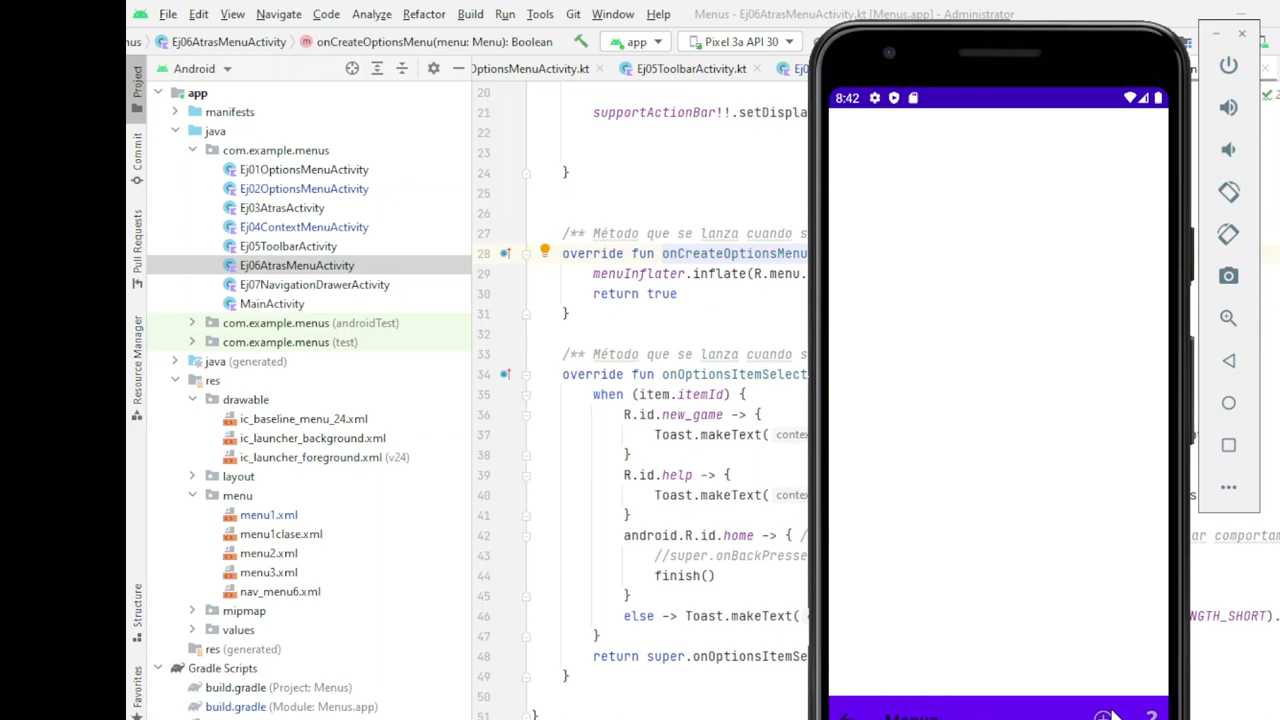 File Edit View Navigate Code Analyze Refactor Build Run Tools Git Window Help Menus - Ej06AtrasMenuActivity.kt [Menus.app] - Administrator
nus Ej06AtrasMenuActivity onCreateOptionsMenu(menu: Menu): Boolean app Pixel 3a API 30
Android
OptionsMenuActivity.kt Ej05ToolbarActivity.kt
Project
Commit
Pull Requests
Resource Manager
Structure
Favorites
app
manifests
java
com.example.menus
Ej01OptionsMenuActivity
Ej02OptionsMenuActivity
Ej03AtrasActivity
Ej04ContextMenuActivity
Ej05ToolbarActivity
Ej06AtrasMenuActivity
Ej07NavigationDrawerActivity
MainActivity
com.example.menus (androidTest)
com.example.menus (test)
java (generated)
res
drawable
ic_baseline_menu_24.xml
ic_launcher_background.xml
ic_launcher_foreground.xml (v24)
layout
menu
menu1.xml
menu1clase.xml
menu2.xml
menu3.xml
nav_menu6.xml
mipmap
values
res (generated)
Gradle Scripts
build.gradle (Project: Menus)
build.gradle (Module: Menus.app)
20
21 supportActionBar!!.setDispla
22
23
24 }
25
26
27 /** Método que se lanza cuando s
28 override fun onCreateOptionsMenu
29 menuInflater.inflate(R.menu.
30 return true
31 }
32
33 /** Método que se lanza cuando s
34 override fun onOptionsItemSelect
35 when (item.itemId) {
36 R.id.new_game -> {
37 Toast.makeText( contex
38 }
39 R.id.help -> {
40 Toast.makeText( contex
41 }
42 android.R.id.home -> { / ar comportam
43 //super.onBackPresse
44 finish()
45 }
46 else -> Toast.makeText( NGTH_SHORT).
47 }
48 return super.onOptionsItemSe
49 }
50
51 }
8:42
Menus